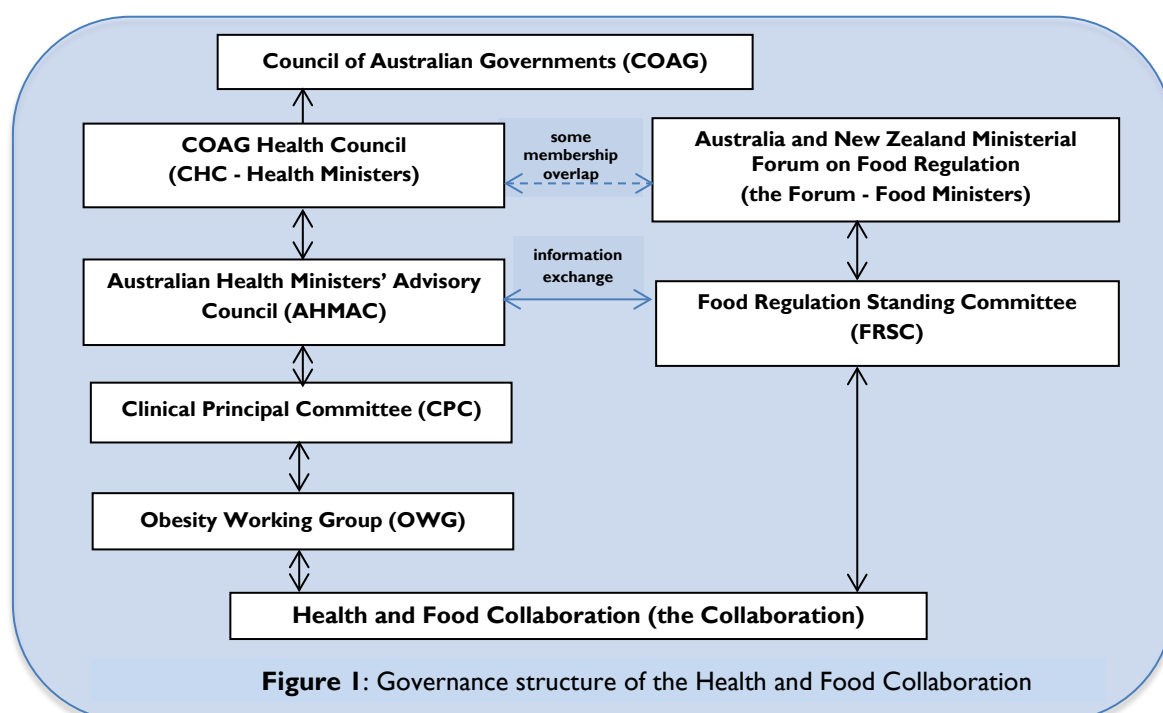 Council of Australian Governments (COAG)
COAG Health Council
(CHC - Health Ministers)
some
membership
overlap
Australia and New Zealand Ministerial
Forum on Food Regulation
(the Forum - Food Ministers)
Australian Health Ministers’ Advisory
Council (AHMAC)
information
exchange
Food Regulation Standing Committee
(FRSC)
Clinical Principal Committee (CPC)
Obesity Working Group (OWG)
Health and Food Collaboration (the Collaboration)
Figure 1: Governance structure of the Health and Food Collaboration